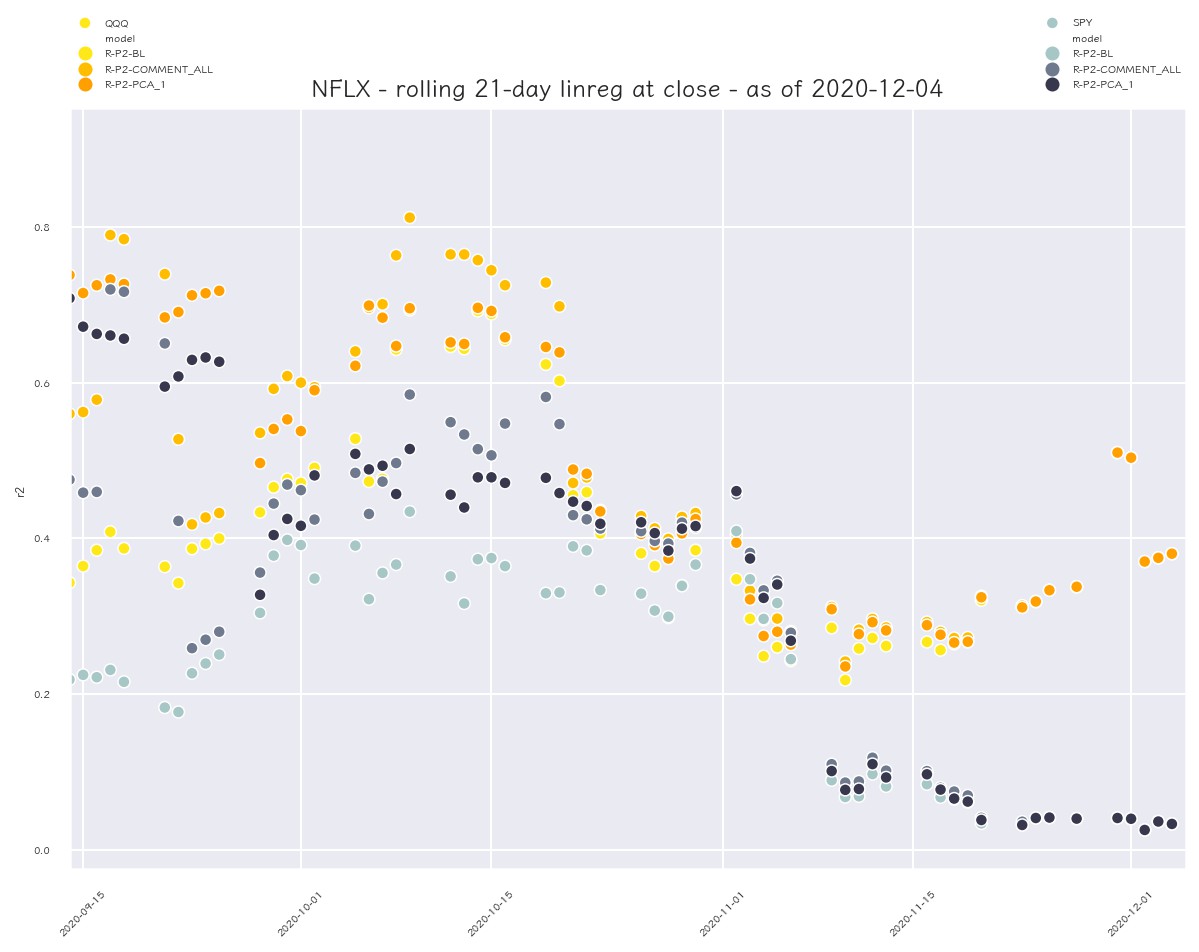 QQQ
model
R-P2-BL
R-P2-COMMENT_ALL
R-P2-PCA_1
SPY
model
R-P2-BL
R-P2-COMMENT_ALL
R-P2-PCA_1
NFLX - rolling 21-day linreg at close - as of 2020-12-04
r2
0.8
0.6
0.4
0.2
0.0
2020-09-15
2020-10-01
2020-10-15
2020-11-01
2020-11-15
2020-12-01